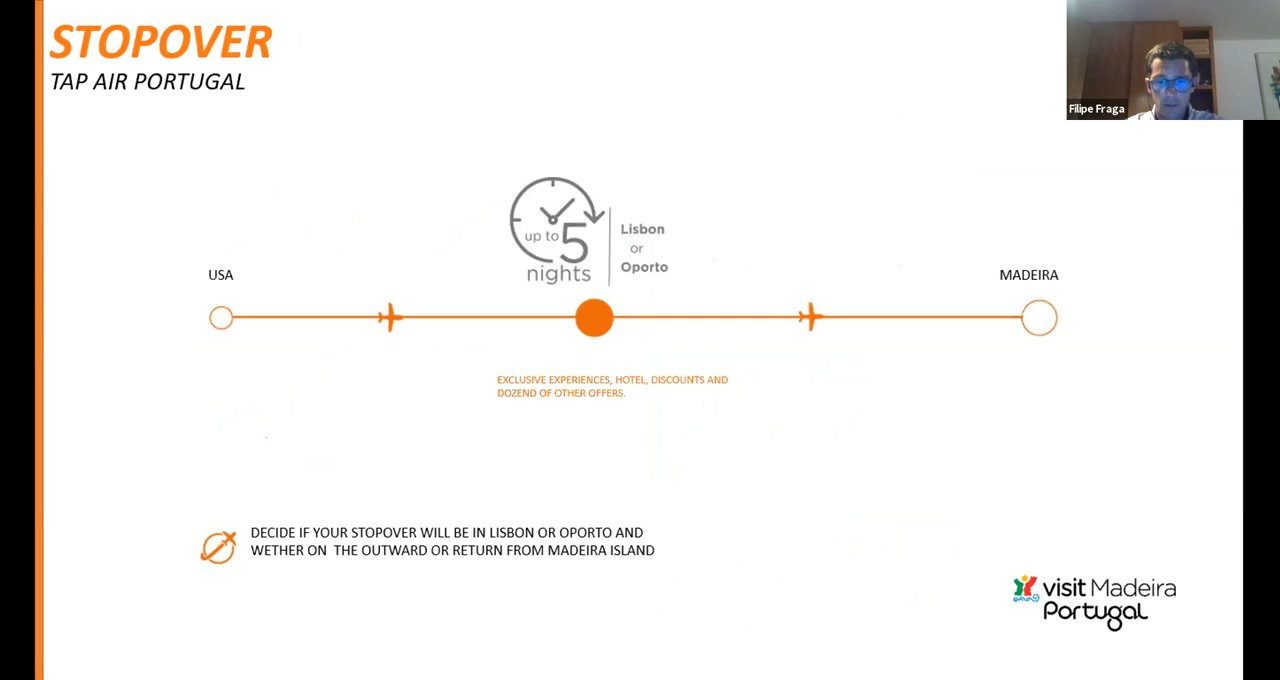 STOPOVER
TAP AIR PORTUGAL
Filipe Fraga
up to 5
nights
Lisbon
or
Oporto
USA
MADEIRA
EXCLUSIVE EXPERIENCES, HOTEL, DISCOUNTS AND
DOZEND OF OTHER OFFERS.
DECIDE IF YOUR STOPOVER WILL BE IN LISBON OR OPORTO AND
WETHER ON THE OUTWARD OR RETURN FROM MADEIRA ISLAND
visit Madeira
Portugal